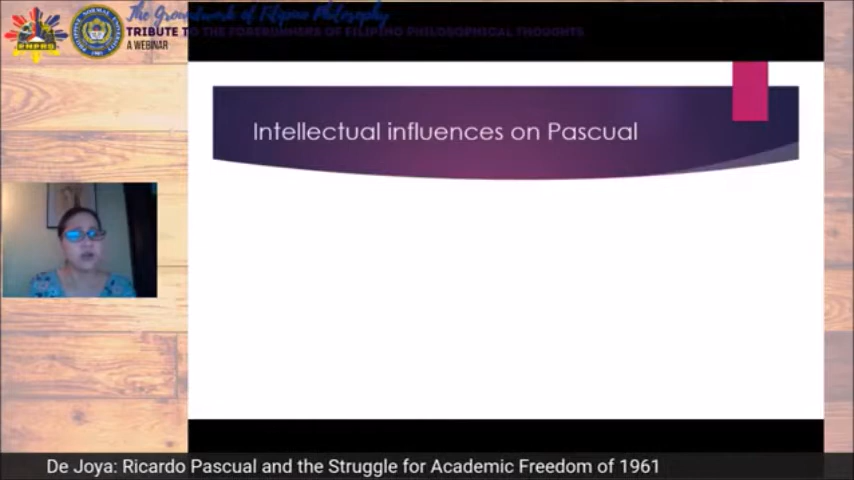 The Groundwork of Filipino Philosophy
TRIBUTE TO THE FORERUNNERS OF FILIPINO PHILOSOPHICAL THOUGHTS
A WEBINAR
Intellectual influences on Pascual
De Joya: Ricardo Pascual and the Struggle for Academic Freedom of 1961